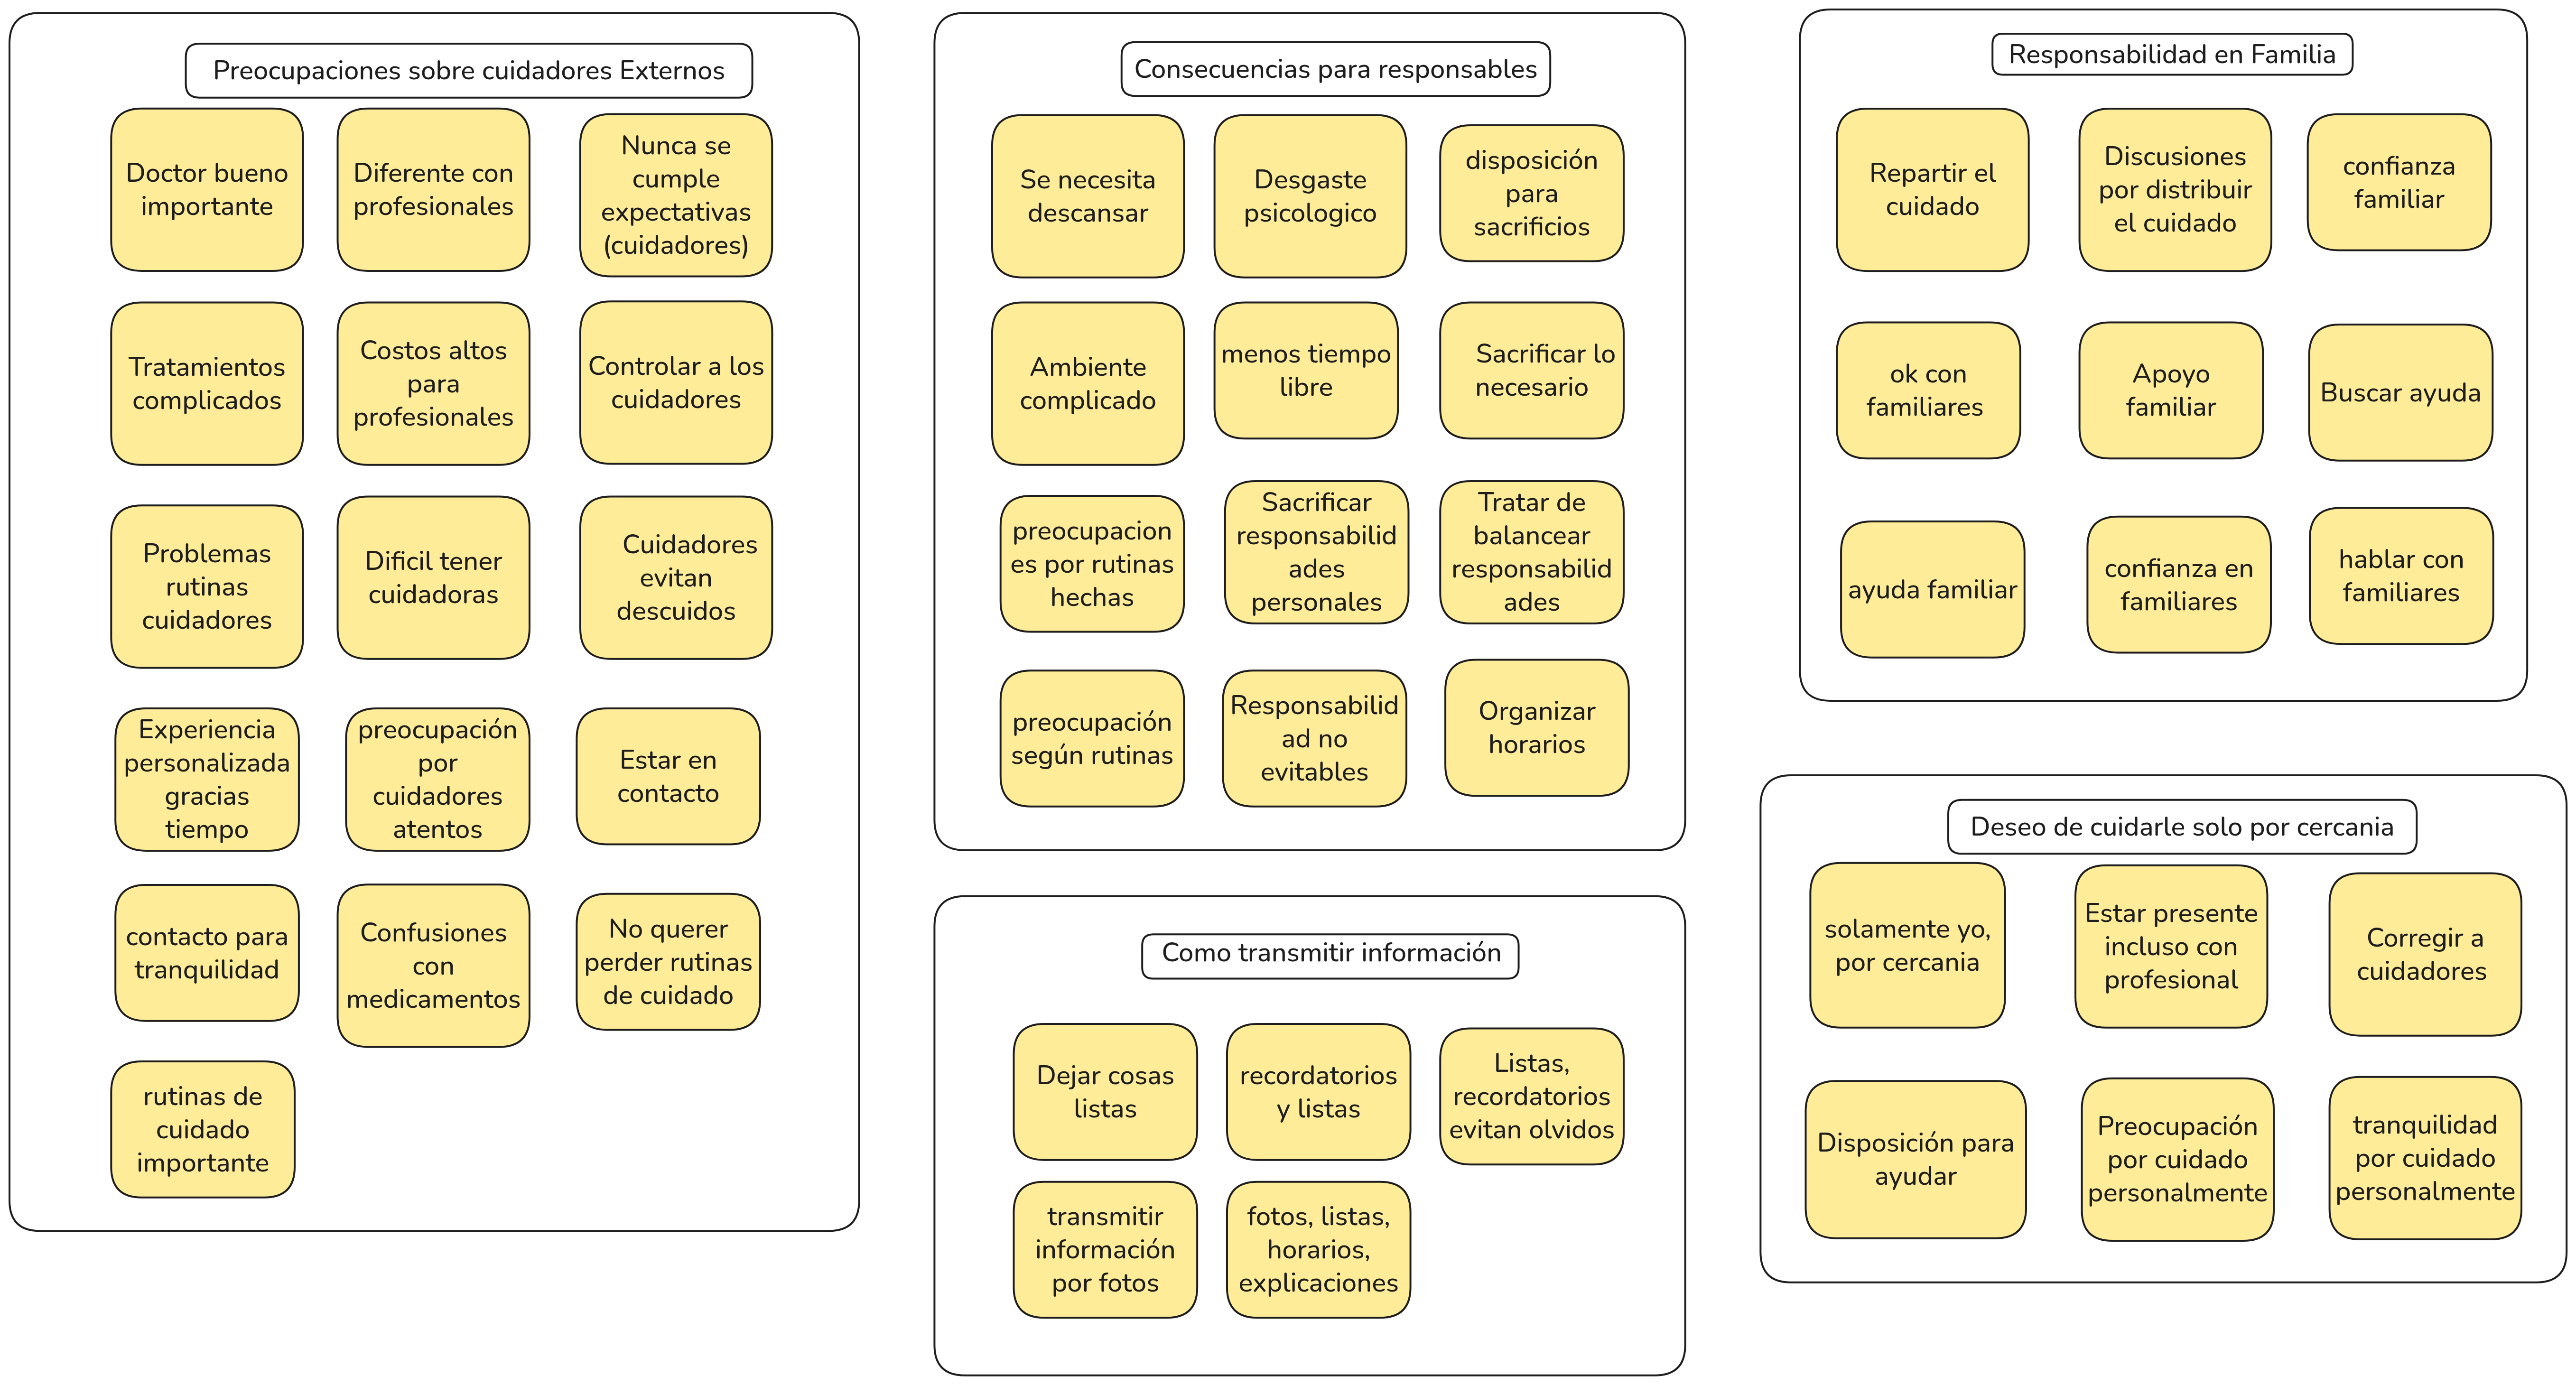 Preocupaciones sobre cuidadores Externos
Doctor bueno
importante
Diferente con
profesionales
Nunca se
cumple
expectativas
(cuidadores)
Tratamientos
complicados
Costos altos
para
profesionales
Controlar a los
cuidadores
Problemas
rutinas
cuidadores
Dificil tener
cuidadoras
Cuidadores
evitan
descuidos
Experiencia
personalizada
gracias
tiempo
preocupación
por
cuidadores
atentos
Estar en
contacto
contacto para
tranquilidad
Confusiones
con
medicamentos
No querer
perder rutinas
de cuidado
rutinas de
cuidado
importante
Consecuencias para responsables
Se necesita
descansar
Desgaste
psicologico
disposición
para
sacrificios
Ambiente
complicado
menos tiempo
libre
Sacrificar lo
necesario
preocupacion
es por rutinas
hechas
Sacrificar
responsabilid
ades
personales
Tratar de
balancear
responsabilid
ades
preocupación
según rutinas
Responsabilid
ad no
evitables
Organizar
horarios
Como transmitir información
Dejar cosas
listas
recordatorios
y listas
Listas,
recordatorios
evitan olvidos
transmitir
información
por fotos
fotos, listas,
horarios,
explicaciones
Responsabilidad en Familia
Repartir el
cuidado
Discusiones
por distribuir
el cuidado
confianza
familiar
ok con
familiares
Apoyo
familiar
Buscar ayuda
ayuda familiar
confianza en
familiares
hablar con
familiares
Deseo de cuidarle solo por cercania
solamente yo,
por cercania
Estar presente
incluso con
profesional
Corregir a
cuidadores
Disposición para
ayudar
Preocupación
por cuidado
personalmente
tranquilidad
por cuidado
personalmente